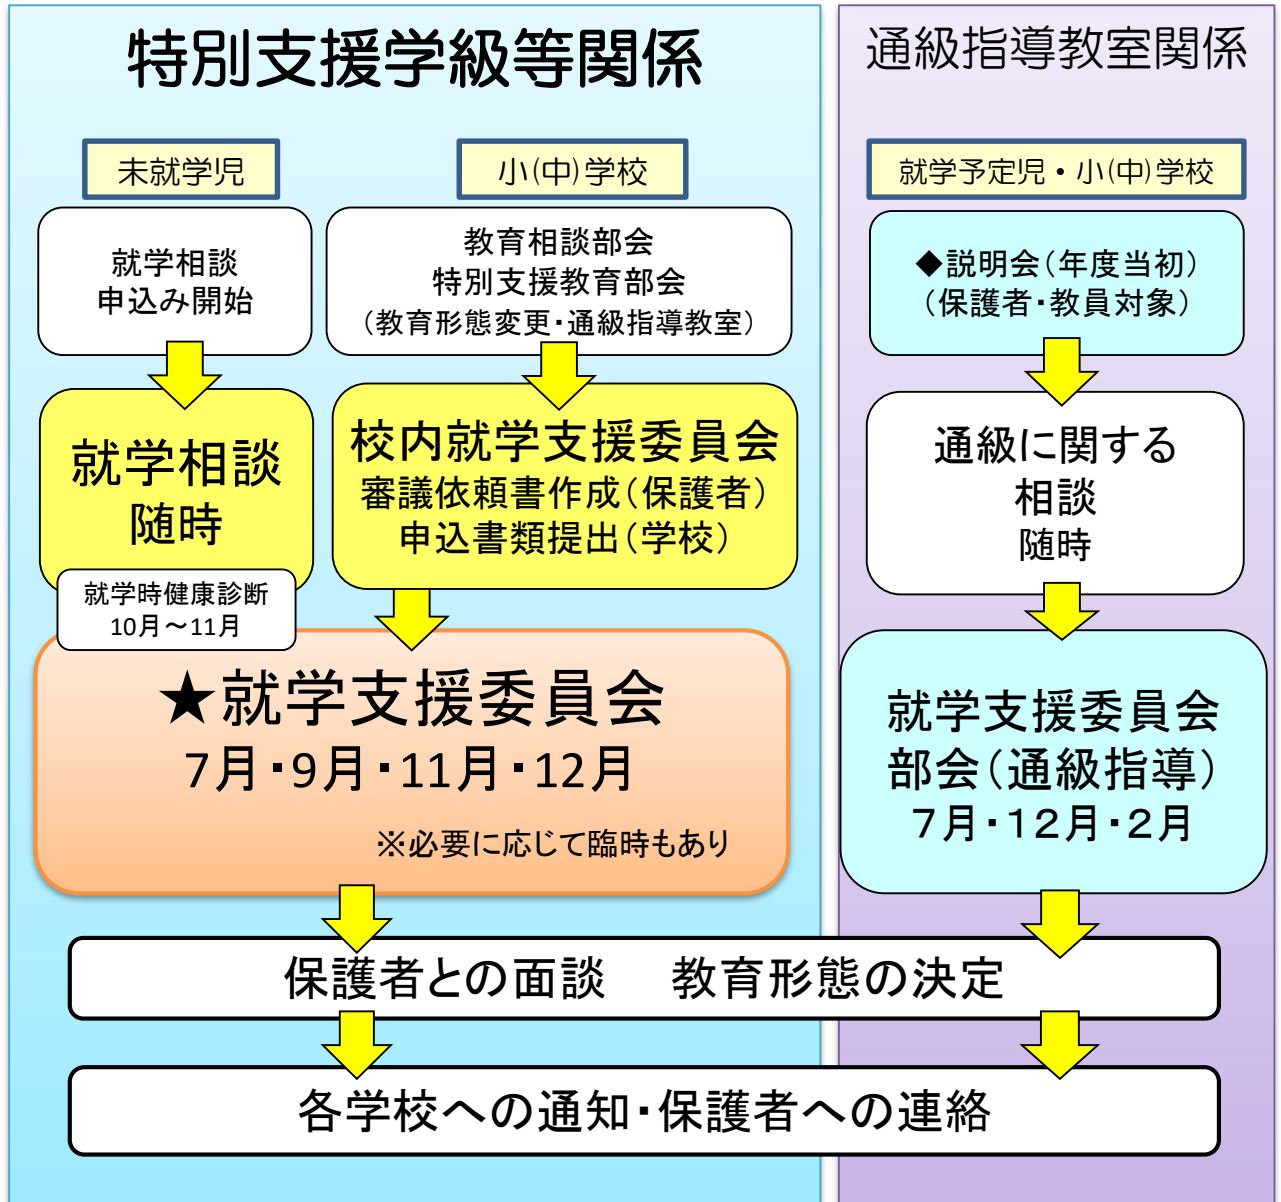 特別支援学級等関係
未就学児
就学相談
申込み開始
就学相談
随時
就学時健康診断
10月～11月
小(中)学校
教育相談部会
特別支援教育部会
（教育形態変更・通級指導教室）
校内就学支援委員会
審議依頼書作成（保護者）
申込書類提出（学校）
★就学支援委員会
7月・9月・11月・12月
※必要に応じて臨時もあり
通級指導教室関係
就学予定児・小(中)学校
◆説明会（年度当初）
（保護者・教員対象）
通級に関する
相談
随時
就学支援委員会
部会（通級指導）
７月・１２月・２月
保護者との面談　教育形態の決定
各学校への通知・保護者への連絡